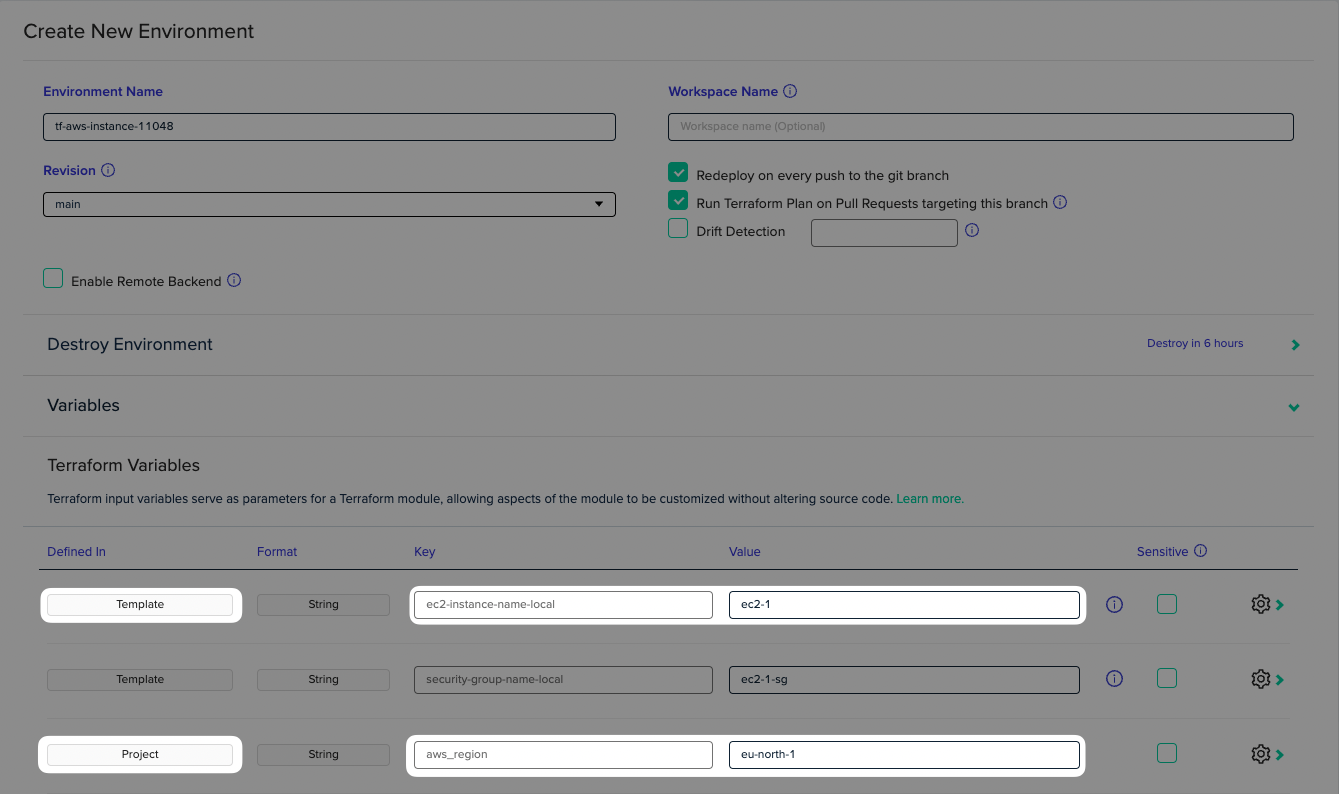 Create New Environment
Environment Name
Workspace Name
tf-aws-instance-11048
Workspace name (Optional)
Revision
main
Redeploy on every push to the git branch
Run Terraform Plan on Pull Requests targeting this branch
Drift Detection
Enable Remote Backend
Destroy Environment
Destroy in 6 hours
Variables
Terraform Variables
Terraform input variables serve as parameters for a Terraform module, allowing aspects of the module to be customized without altering source code. Learn more.
Defined In Format Key Value Sensitive
Template String ec2-instance-name-local ec2-1
Template String security-group-name-local ec2-1-sg
Project String aws_region eu-north-1